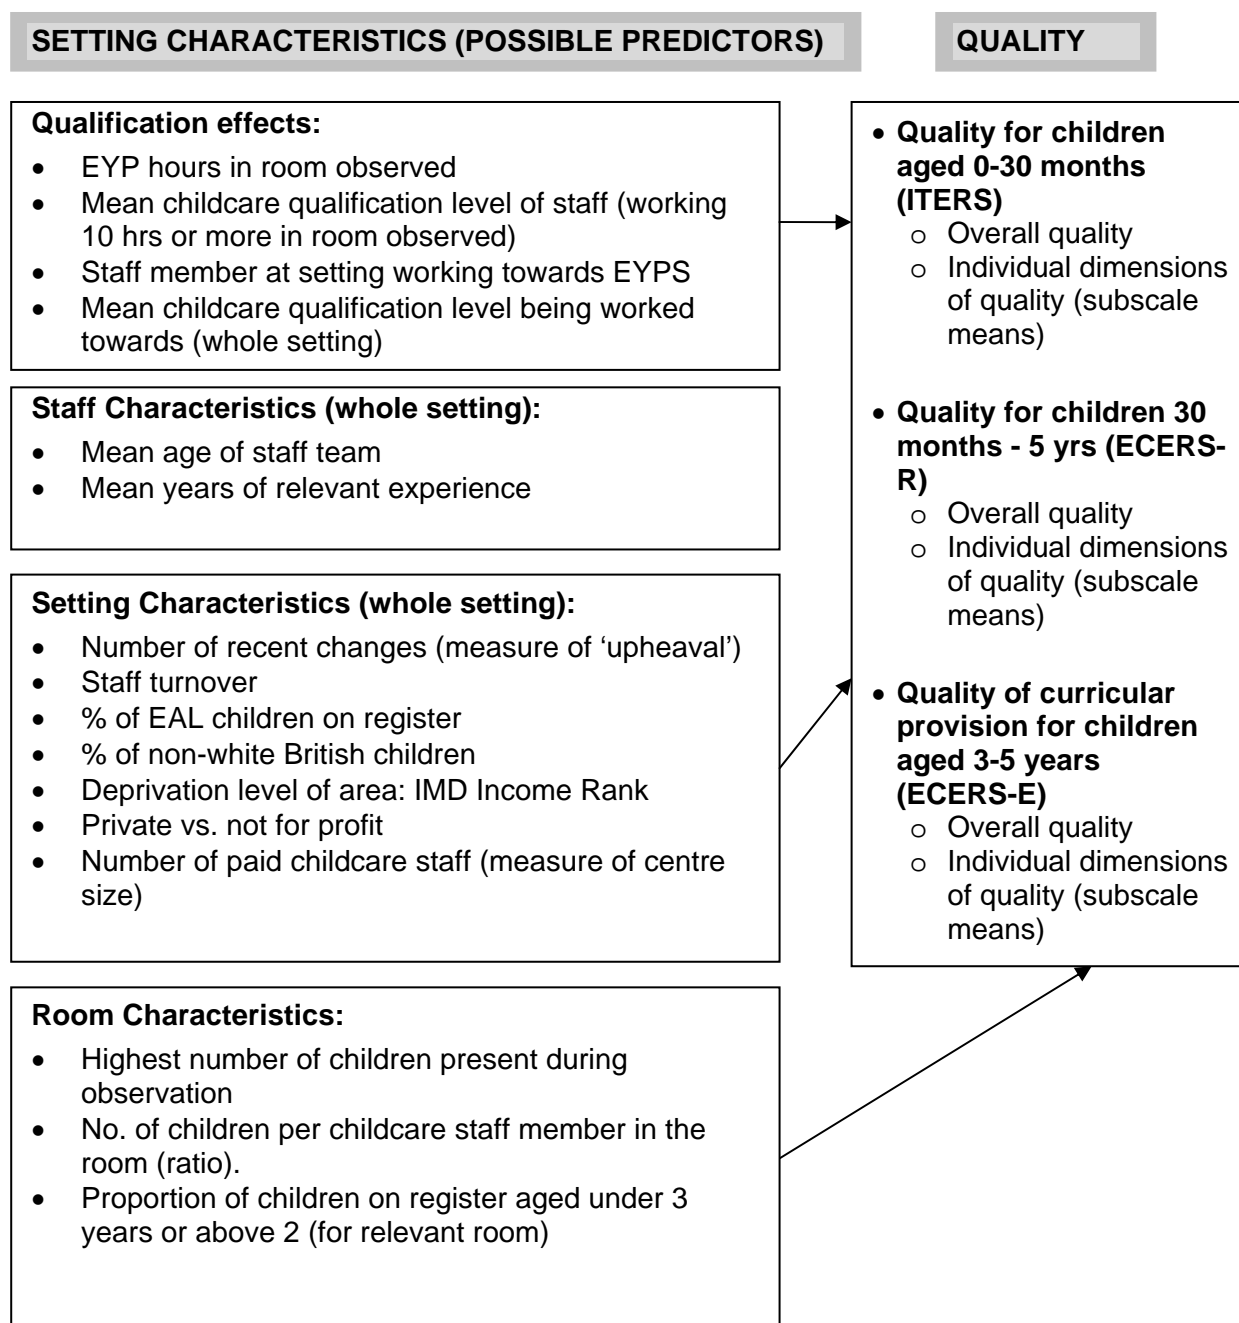 SETTING CHARACTERISTICS (POSSIBLE PREDICTORS)
QUALITY
Qualification effects:
• EYP hours in room observed
• Mean childcare qualification level of staff (working
10 hrs or more in room observed)
• Staff member at setting working towards EYPS
• Mean childcare qualification level being worked
towards (whole setting)
Staff Characteristics (whole setting):
• Mean age of staff team
• Mean years of relevant experience
Setting Characteristics (whole setting):
• Number of recent changes (measure of ‘upheaval’)
• Staff turnover
• % of EAL children on register
• % of non-white British children
• Deprivation level of area: IMD Income Rank
• Private vs. not for profit
• Number of paid childcare staff (measure of centre
size)
Room Characteristics:
• Highest number of children present during
observation
• No. of children per childcare staff member in the
room (ratio).
• Proportion of children on register aged under 3
years or above 2 (for relevant room)
• Quality for children
aged 0-30 months
(ITERS)
o Overall quality
o Individual dimensions
of quality (subscale
means)
• Quality for children 30
months - 5 yrs (ECERS-
R)
o Overall quality
o Individual dimensions
of quality (subscale
means)
• Quality of curricular
provision for children
aged 3-5 years
(ECERS-E)
o Overall quality
o Individual dimensions
of quality (subscale
means)